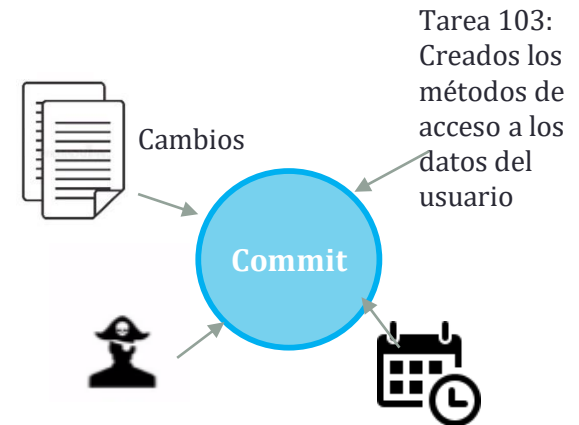 Tarea 103:
Creados los
métodos de
acceso a los
datos del
usuario
Cambios
Commit